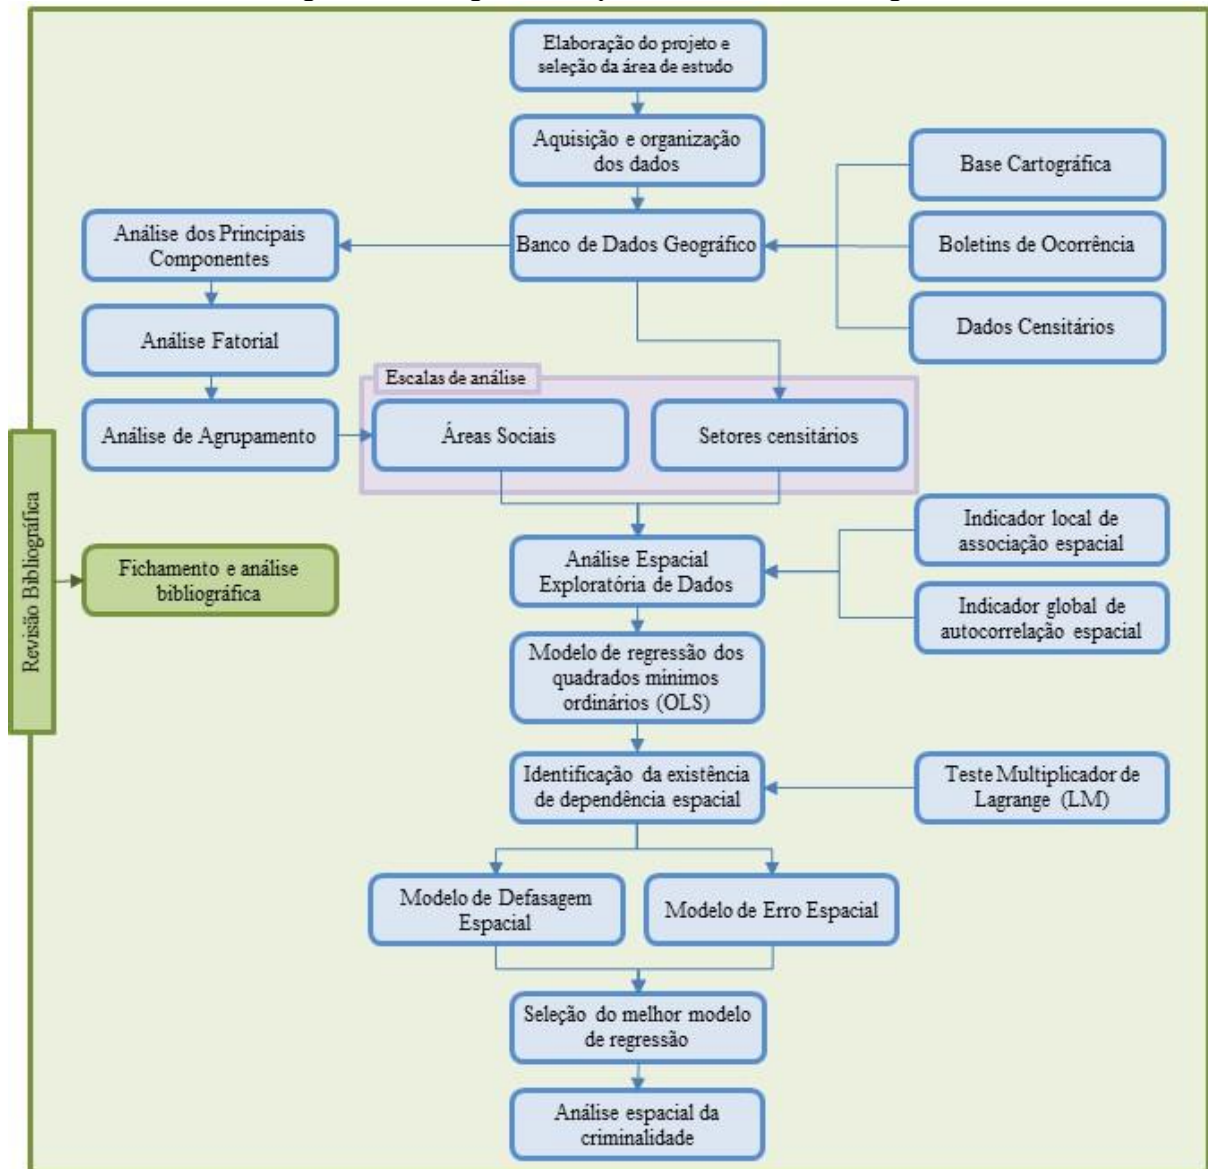 Elaboração do projeto e
seleção da área de estudo
Aquisição e organização
dos dados
Base Cartográfica
Análise dos Principais
Componentes
Banco de Dados Geográfico
Boletins de Ocorrência
Análise Fatorial
Dados Censitários
Escalas de análise
Análise de Agrupamento
Áreas Sociais
Setores censitários
Revisão Bibliográfica
Fichamento e análise
bibliográfica
Indicador local de
associação espacial
Análise Espacial
Exploratória de Dados
Indicador global de
autocorrelação espacial
Modelo de regressão dos
quadrados mínimos
ordinários (OLS)
Identificação da existência
de dependência espacial
Teste Multiplicador de
Lagrange (LM)
Modelo de Defasagem
Espacial
Modelo de Erro Espacial
Seleção do melhor modelo
de regressão
Análise espacial da
criminalidade